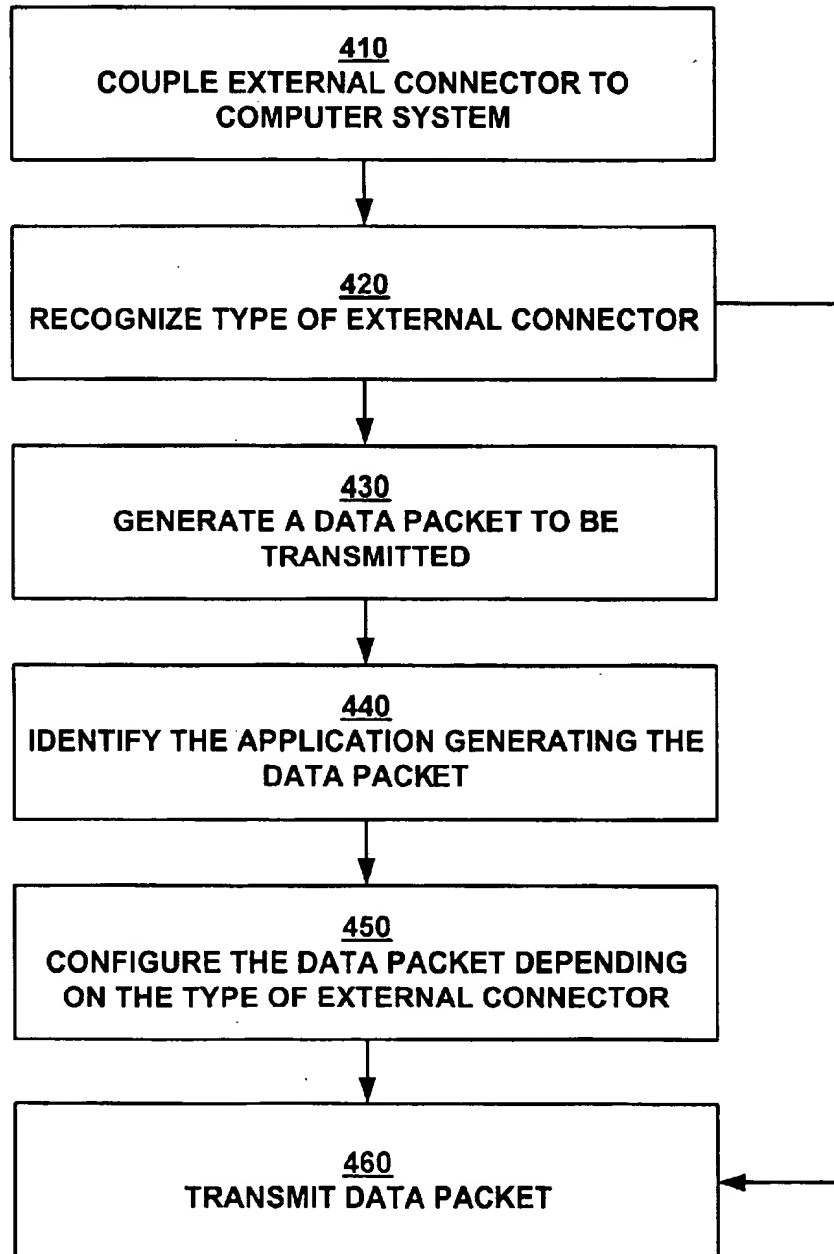 410
COUPLE EXTERNAL CONNECTOR TO
COMPUTER SYSTEM
420
RECOGNIZE TYPE OF EXTERNAL CONNECTOR
430
GENERATE A DATA PACKET TO BE
TRANSMITTED
440
IDENTIFY THE APPLICATION GENERATING THE
DATA PACKET
450
CONFIGURE THE DATA PACKET DEPENDING
ON THE TYPE OF EXTERNAL CONNECTOR
460
TRANSMIT DATA PACKET